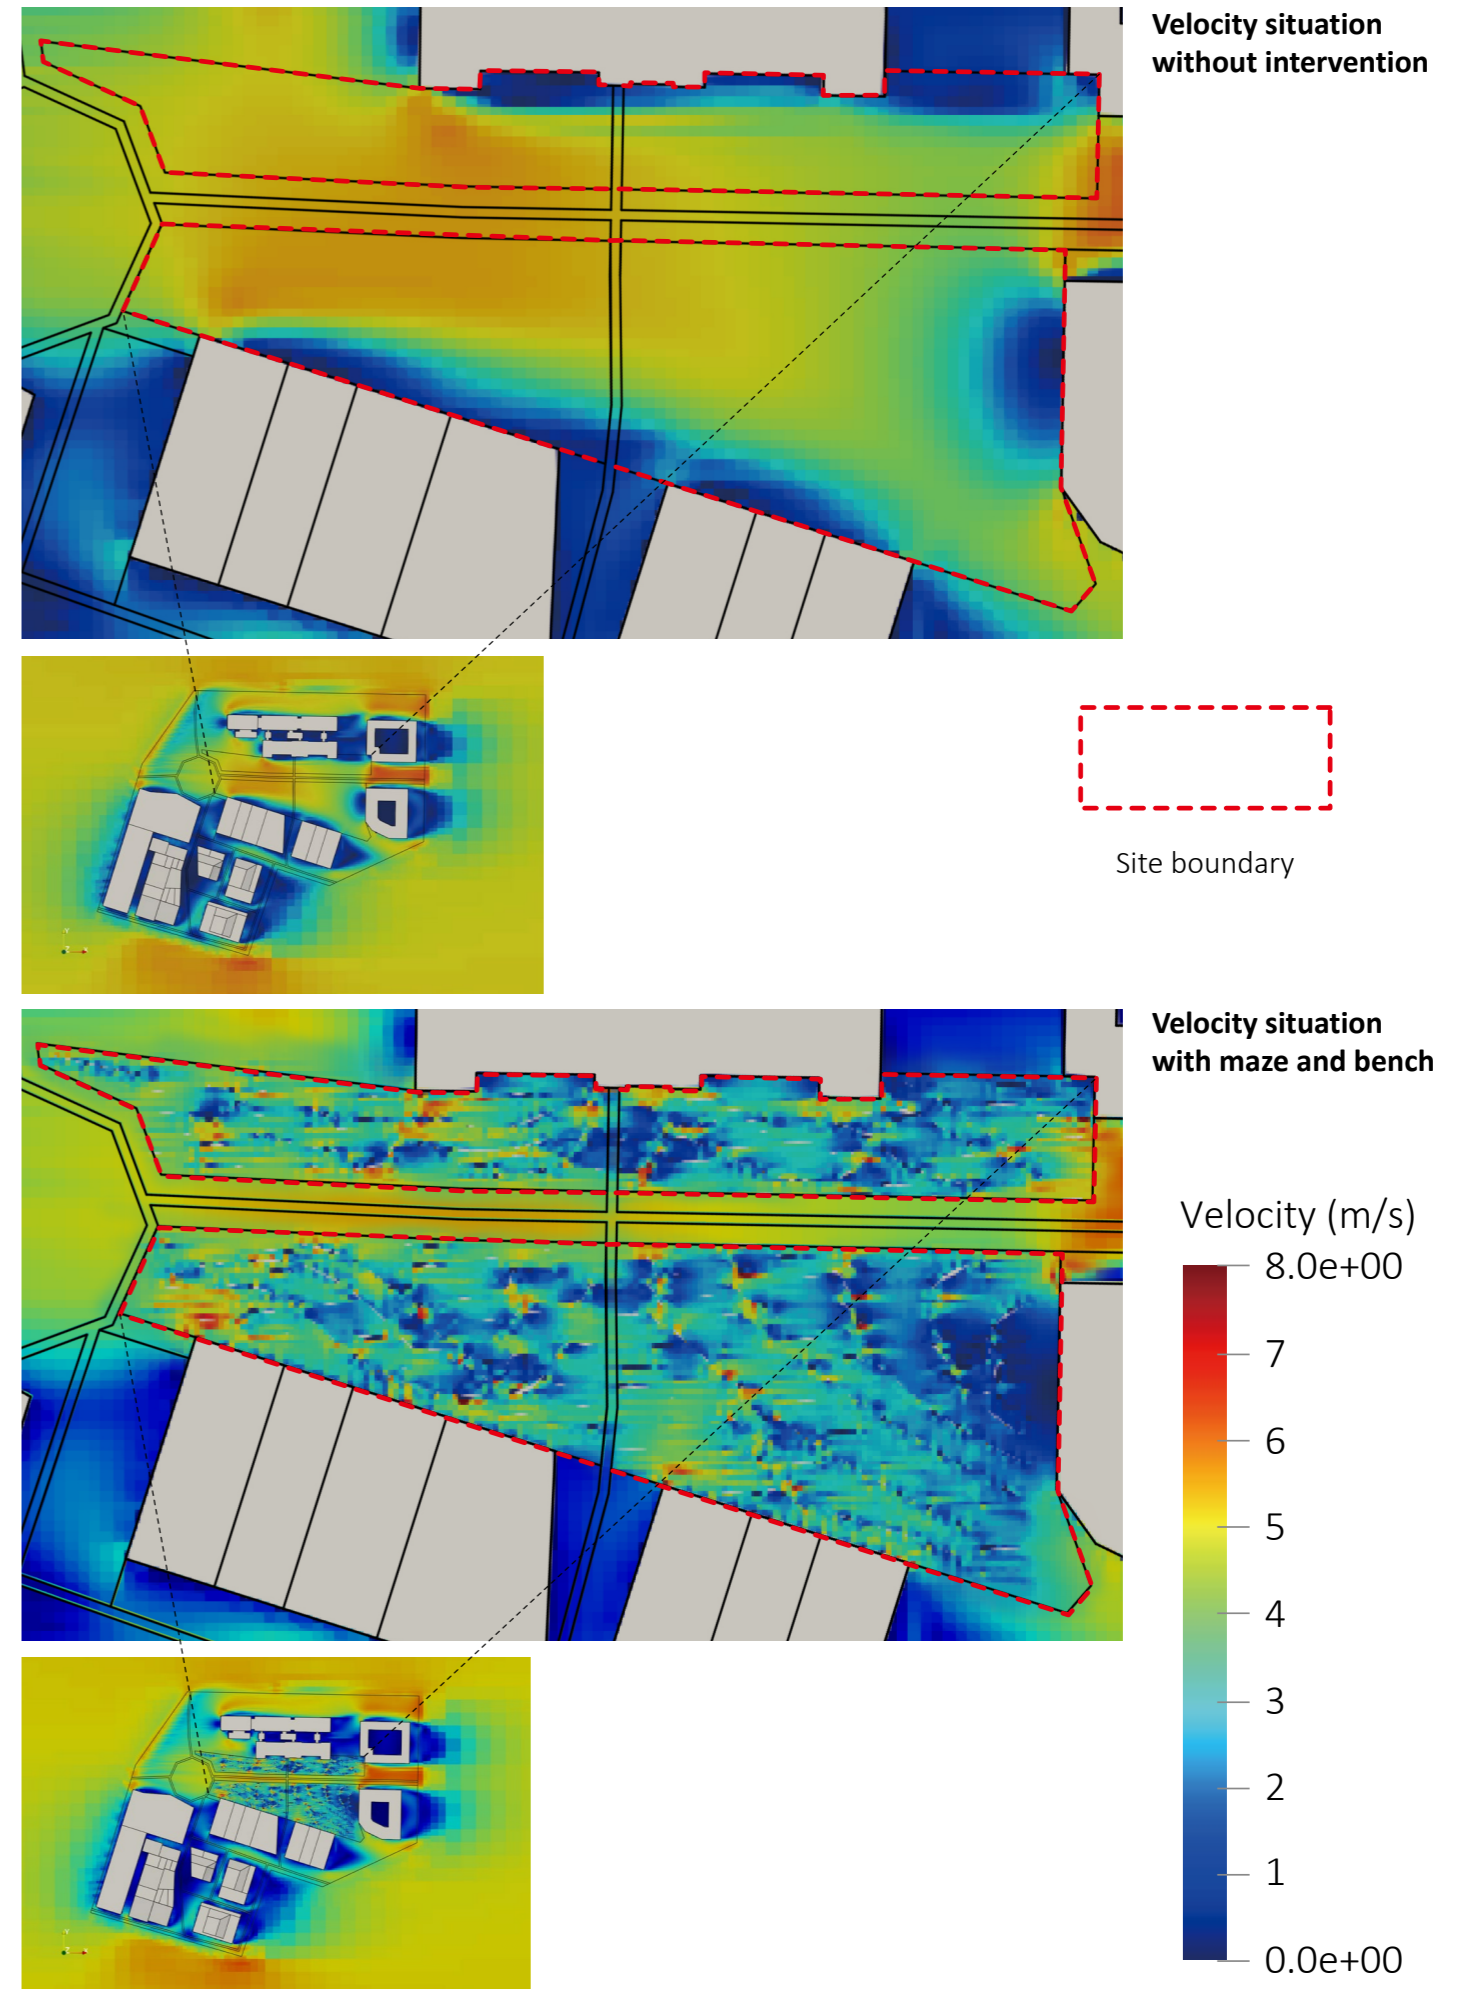 Velocity situation
without intervention
Site boundary
Velocity situation
with maze and bench
Velocity (m/s)
8.0e+00
7
6
5
4
3
2
1
0.0e+00